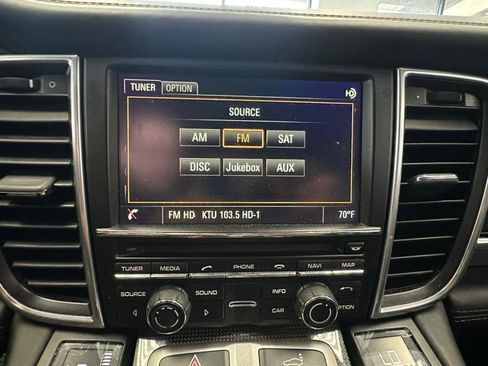 TUNER OPTION
SOURCE
AM FM SAT
DISC Jukebox AUX
FM HD KTU 103.5 HD-1 70°F
TUNER MEDIA PHONE NAVI MAP
SOURCE SOUND INFO
CAR OPTION